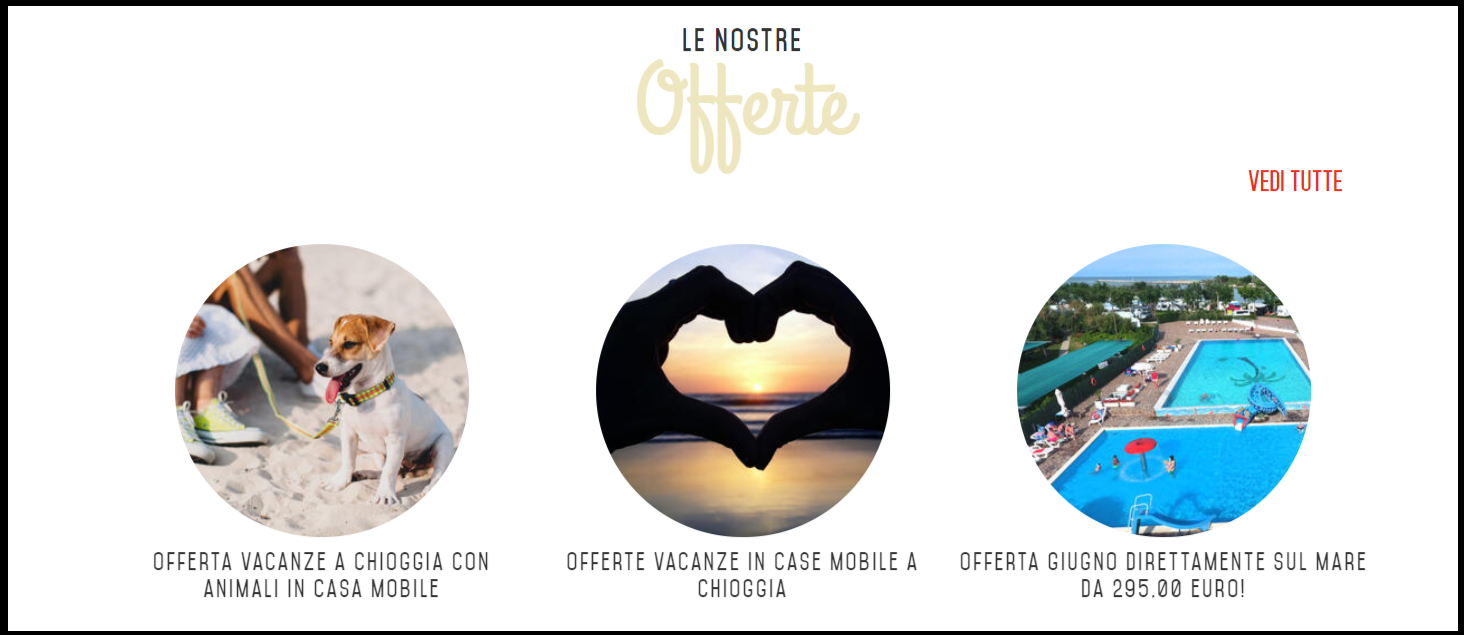 LE NOSTRE
Offerte
VEDI TUTTE
OFFERTA VACANZE A CHIOGGIA CON
ANIMALI IN CASA MOBILE
OFFERTE VACANZE IN CASE MOBILE A
CHIOGGIA
OFFERTA GIUGNO DIRETTAMENTE SUL MARE
DA 295,00 EURO!